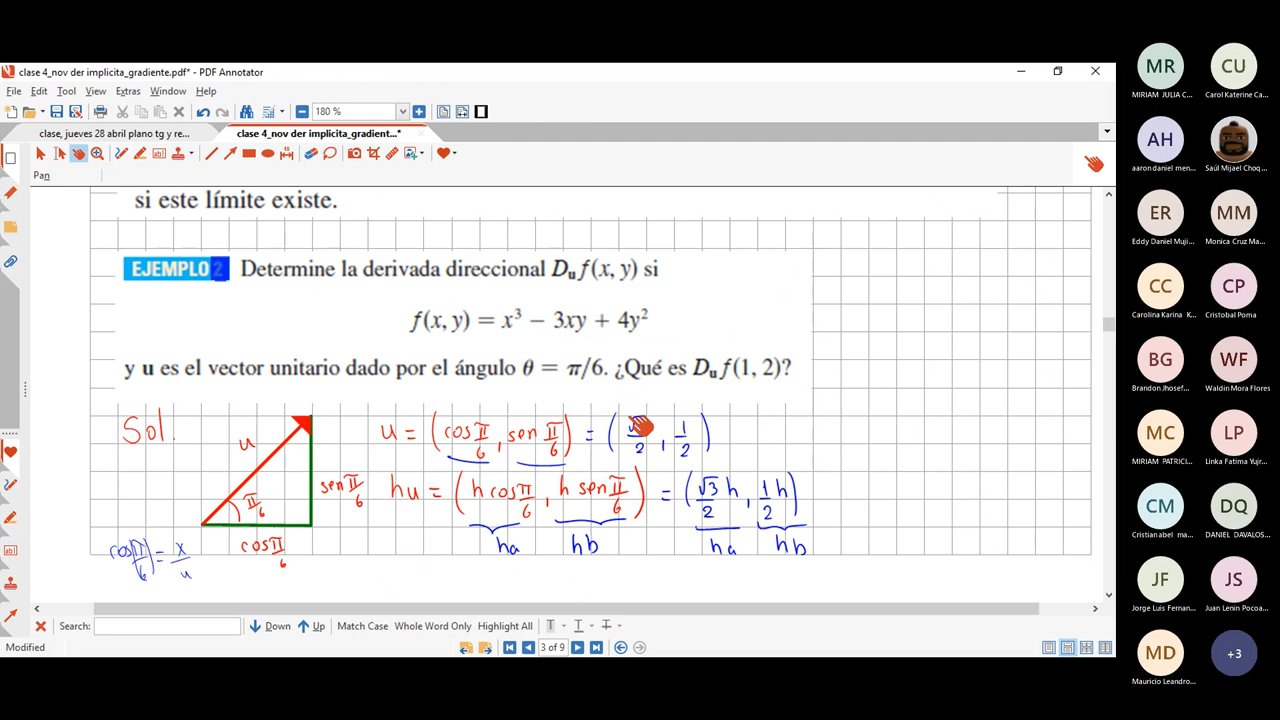 clase 4_nov der implicita_gradiente.pdf* - PDF Annotator
File Edit Tool View Extras Window Help
180 %
clase, jueves 28 abril plano tg y re...
clase 4_nov der implicita_gradient...*
Pan
si este límite existe.
EJEMPLO 2 Determine la derivada direccional D_u f(x, y) si
f(x, y) = x³ − 3xy + 4y²
y u es el vector unitario dado por el ángulo θ = π/6. ¿Qué es D_u f(1, 2)?
Sol.
u
π/6
sen π/6
cos π/6
cos(π/6) = x/u
u = (cos π/6, sen π/6) = ( /2, 1/2)
hu = (h cos π/6, h sen π/6) = (√3/2 h, 1/2 h)
ha hb ha hb
Search: Down Up Match Case Whole Word Only Highlight All
Modified
3 of 9
MR
MIRIAM JULIA C...
CU
Carol Katerine Ca...
AH
aaron daniel men...
Saúl Mijael Choq...
ER
Eddy Daniel Muji...
MM
Monica Cruz Ma...
CC
Carolina Karina K...
CP
Cristobal Poma
BG
Brandon Jhosef...
WF
Waldin Mora Flores
MC
MIRIAM PATRICI...
LP
Linka Fatima Yujr...
CM
Cristian abel ma...
DQ
DANIEL DAVALOS...
JF
Jorge Luis Fernan...
JS
Juan Lenin Pocoa...
MD
Mauricio Leandro...
+3